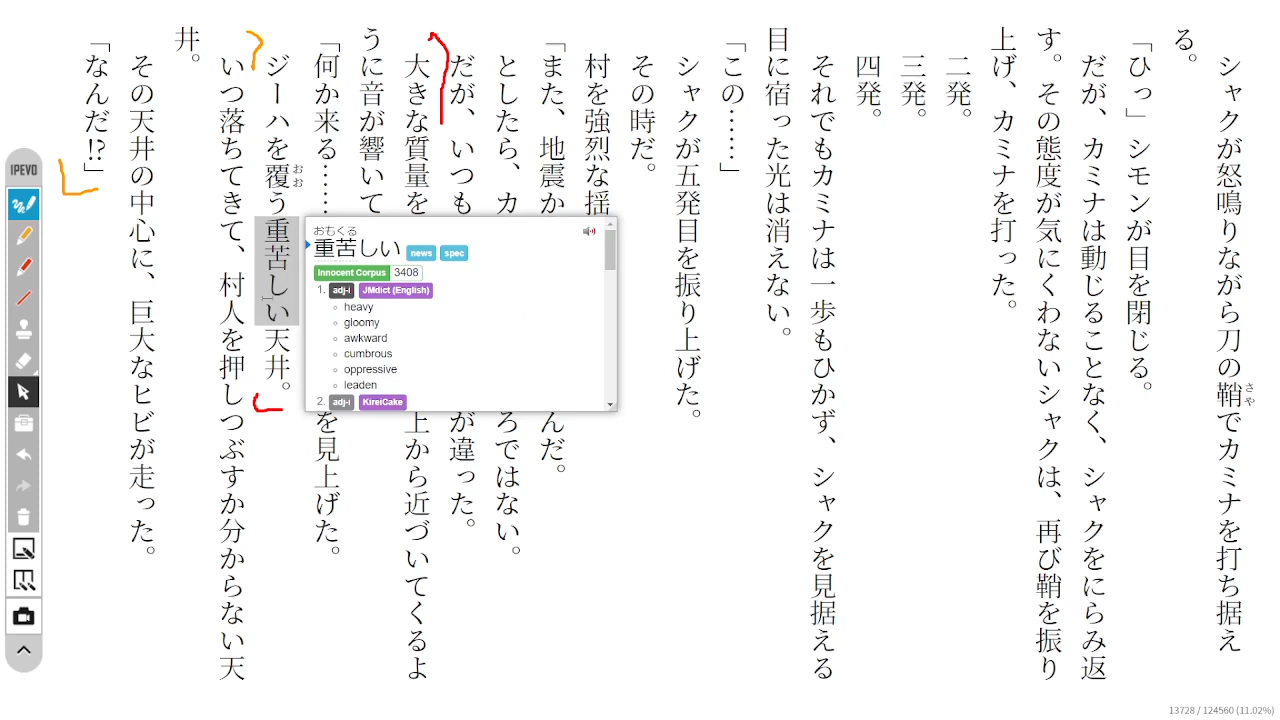 シャクが怒鳴りながら刀の鞘でカミナを打ち据え
さや
る。
「ひっ」シモンが目を閉じる。
だが、カミナは動じることなく、シャクをにらみ返
す。その態度が気にくわないシャクは、再び鞘を振り
上げ、カミナを打った。
二発。
三発。
四発。
それでもカミナは一歩もひかず、シャクを見据える
目に宿った光は消えない。
「この……」
シャクが五発目を振り上げた。
その時だ。
村を強烈な揺
「また、地震か
んだ。
としたら、カ
ろではない。
だが、いつも
が違った。
大きな質量を
上から近づいてくるよ
うに音が響いて
「何か来る……
を見上げた。
ジーハを覆う重苦しい天井。
おお
いつ落ちてきて、村人を押しつぶすか分からない天
井。
その天井の中心に、巨大なヒビが走った。
「なんだ!?」
おもくる
重苦しい news spec
Innocent Corpus 3408
1. adj-i JMdict (English)
heavy
gloomy
awkward
cumbrous
oppressive
leaden
2. adj-i KireiCake
IPEVO
13728 / 124560 (11.02%)